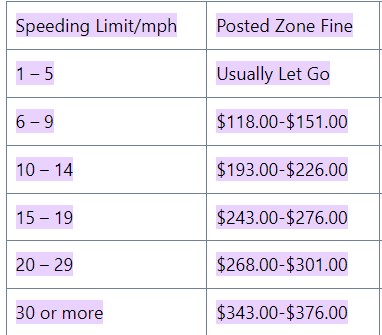 Speeding Limit/mph Posted Zone Fine
1 – 5 Usually Let Go
6 – 9 $118.00-$151.00
10 – 14 $193.00-$226.00
15 – 19 $243.00-$276.00
20 – 29 $268.00-$301.00
30 or more $343.00-$376.00